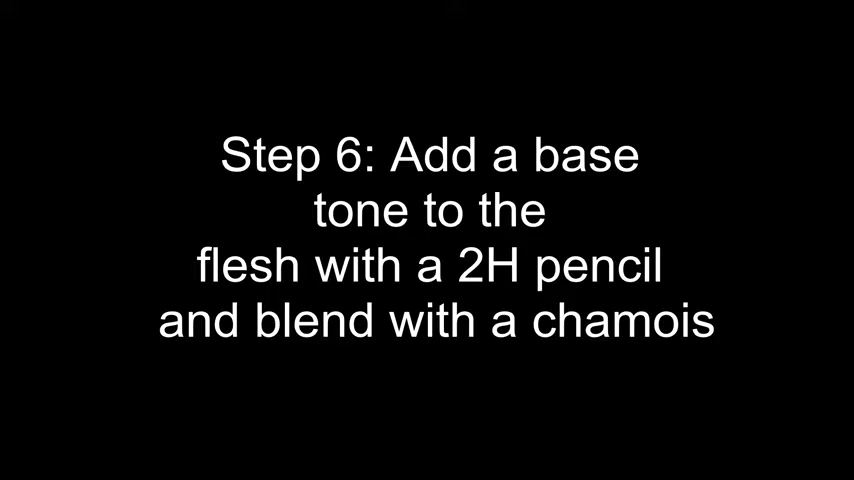 Step 6: Add a base
tone to the
flesh with a 2H pencil
and blend with a chamois